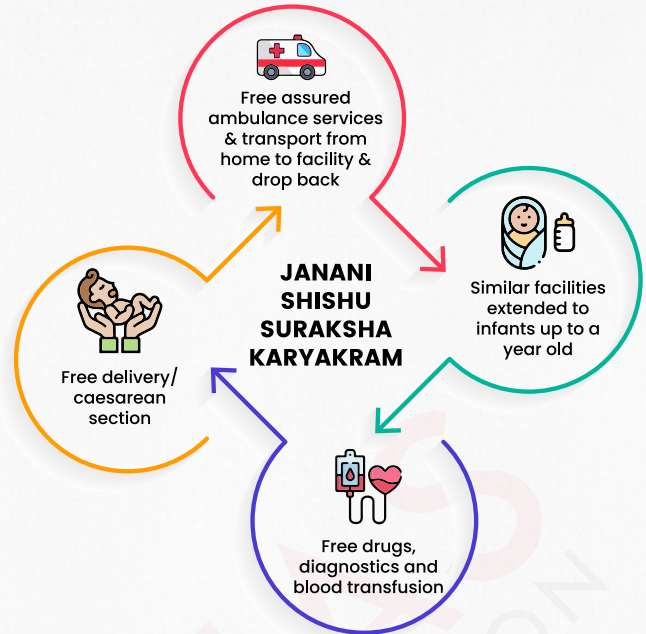 Free assured
ambulance services
& transport from
home to facility &
drop back
JANANI
SHISHU
SURAKSHA
KARYAKRAM
Similar facilities
extended to
infants up to a
year old
Free delivery/
caesarean
section
Free drugs,
diagnostics and
blood transfusion